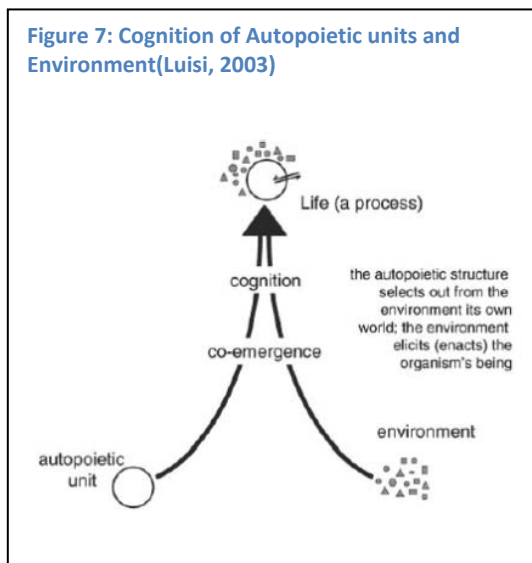 Figure 7: Cognition of Autopoietic units and
Environment(Luisi, 2003)
Life (a process)
cognition
the autopoietic structure
selects out from the
environment its own
world; the environment
elicits (enacts) the
organism's being
co-emergence
environment
autopoietic
unit